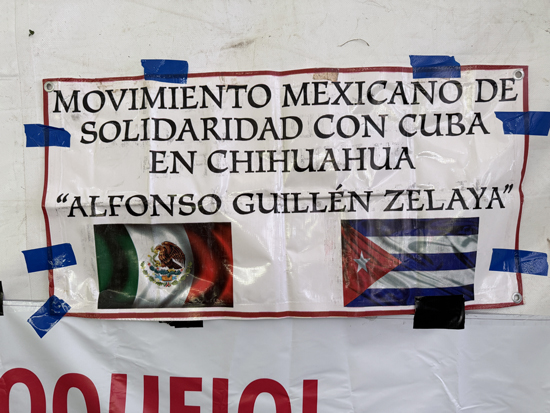 MOVIMIENTO MEXICANO DE
SOLIDARIDAD CON CUBA
EN CHIHUAHUA
“ALFONSO GUILLÉN ZELAYA”